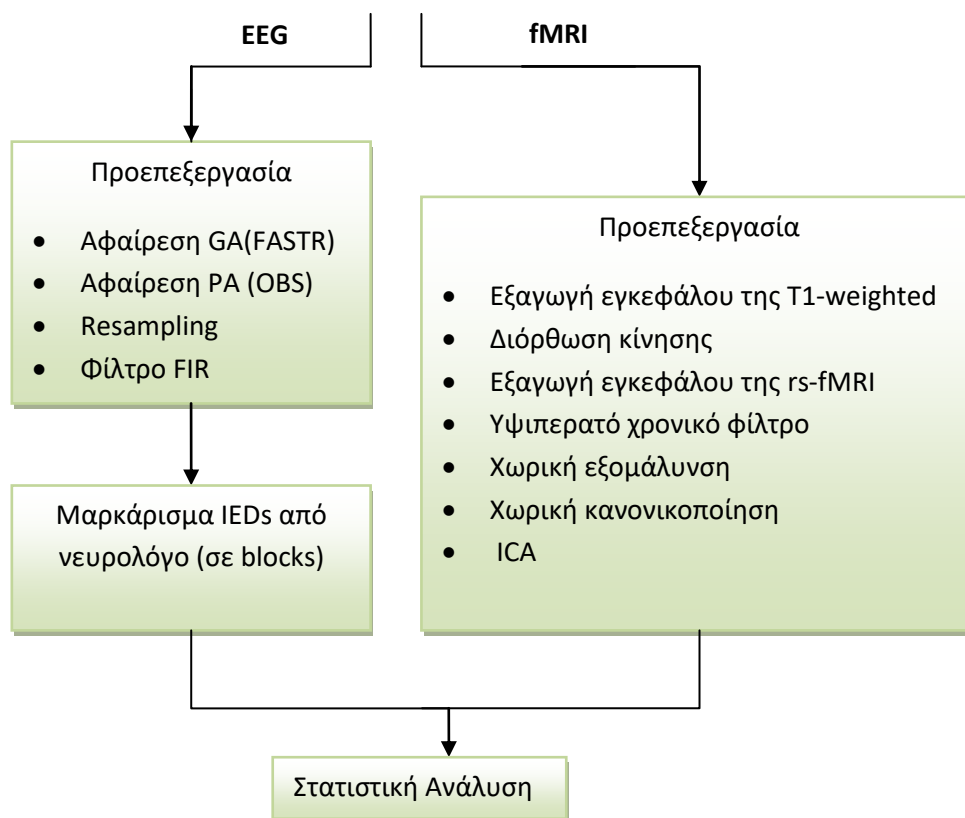 EEG
fMRI
Προεπεξεργασία
• Αφαίρεση GA(FASTR)
• Αφαίρεση PA (OBS)
• Resampling
• Φίλτρο FIR
Μαρκάρισμα IEDs από
νευρολόγο (σε blocks)
Προεπεξεργασία
• Εξαγωγή εγκεφάλου της T1-weighted
• Διόρθωση κίνησης
• Εξαγωγή εγκεφάλου της rs-fMRI
• Υψιπερατό χρονικό φίλτρο
• Χωρική εξομάλυνση
• Χωρική κανονικοποίηση
• ICA
Στατιστική Ανάλυση